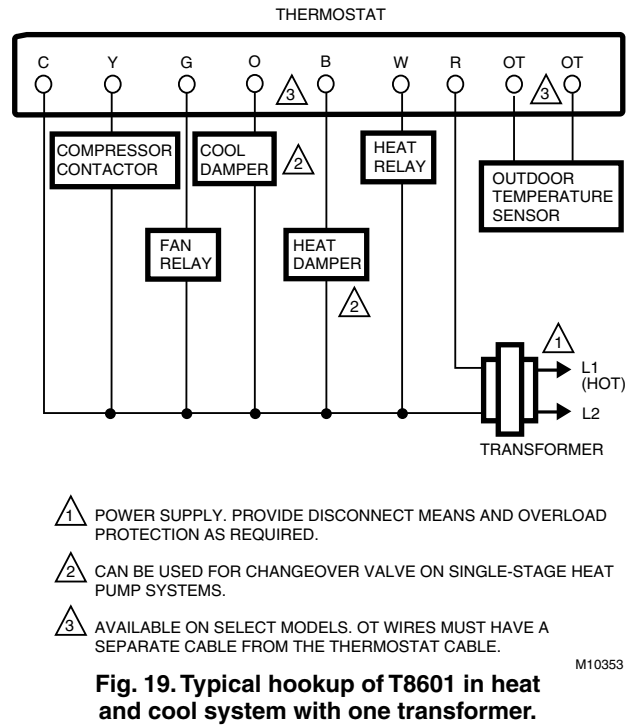 THERMOSTAT
C Y G O B W R OT OT
3 3
COMPRESSOR
CONTACTOR
COOL
DAMPER
2
HEAT
RELAY
OUTDOOR
TEMPERATURE
SENSOR
FAN
RELAY
HEAT
DAMPER
2
1
L1
(HOT)
L2
TRANSFORMER
1 POWER SUPPLY. PROVIDE DISCONNECT MEANS AND OVERLOAD
PROTECTION AS REQUIRED.
2 CAN BE USED FOR CHANGEOVER VALVE ON SINGLE-STAGE HEAT
PUMP SYSTEMS.
3 AVAILABLE ON SELECT MODELS. OT WIRES MUST HAVE A
SEPARATE CABLE FROM THE THERMOSTAT CABLE.
M10353
Fig. 19. Typical hookup of T8601 in heat
and cool system with one transformer.